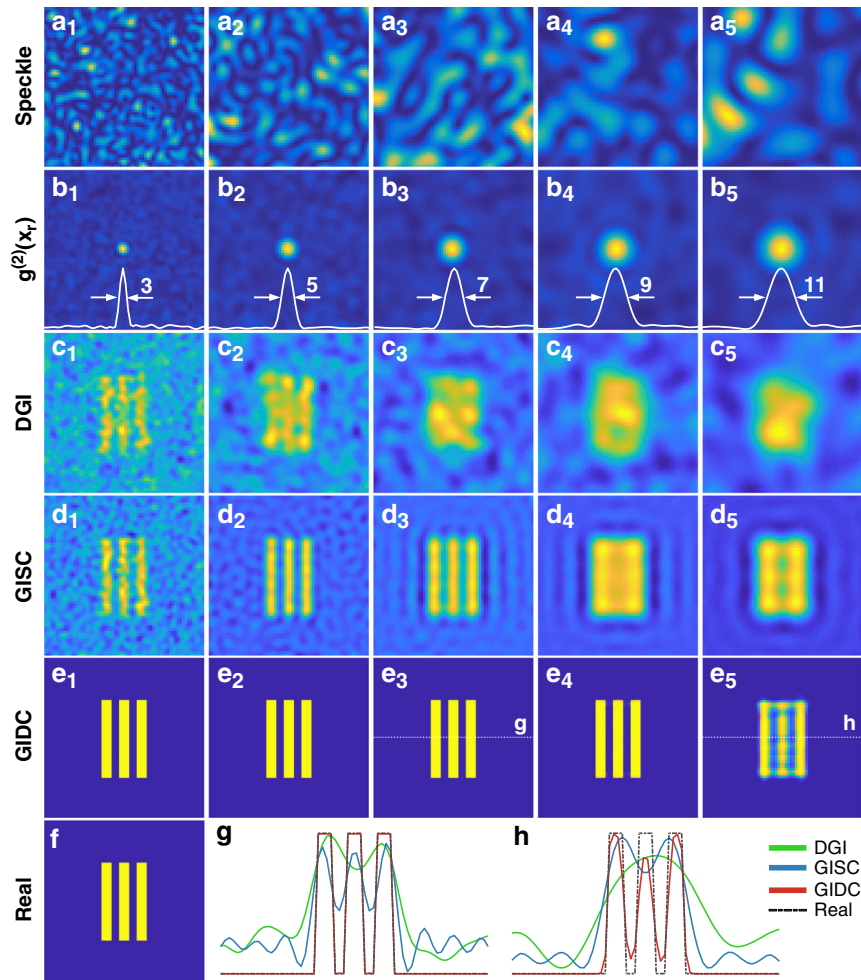 Speckle
a1 a2 a3 a4 a5
g(2)(xr)
b1 b2 b3 b4 b5
3 5 7 9 11
DGI
c1 c2 c3 c4 c5
GISC
d1 d2 d3 d4 d5
GIDC
e1 e2 e3 e4 e5
g h
Real
f g h
DGI
GISC
GIDC
Real